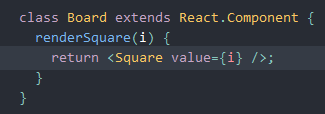 class Board extends React.Component {
  renderSquare(i) {
    return <Square value={i} />;
  }
}